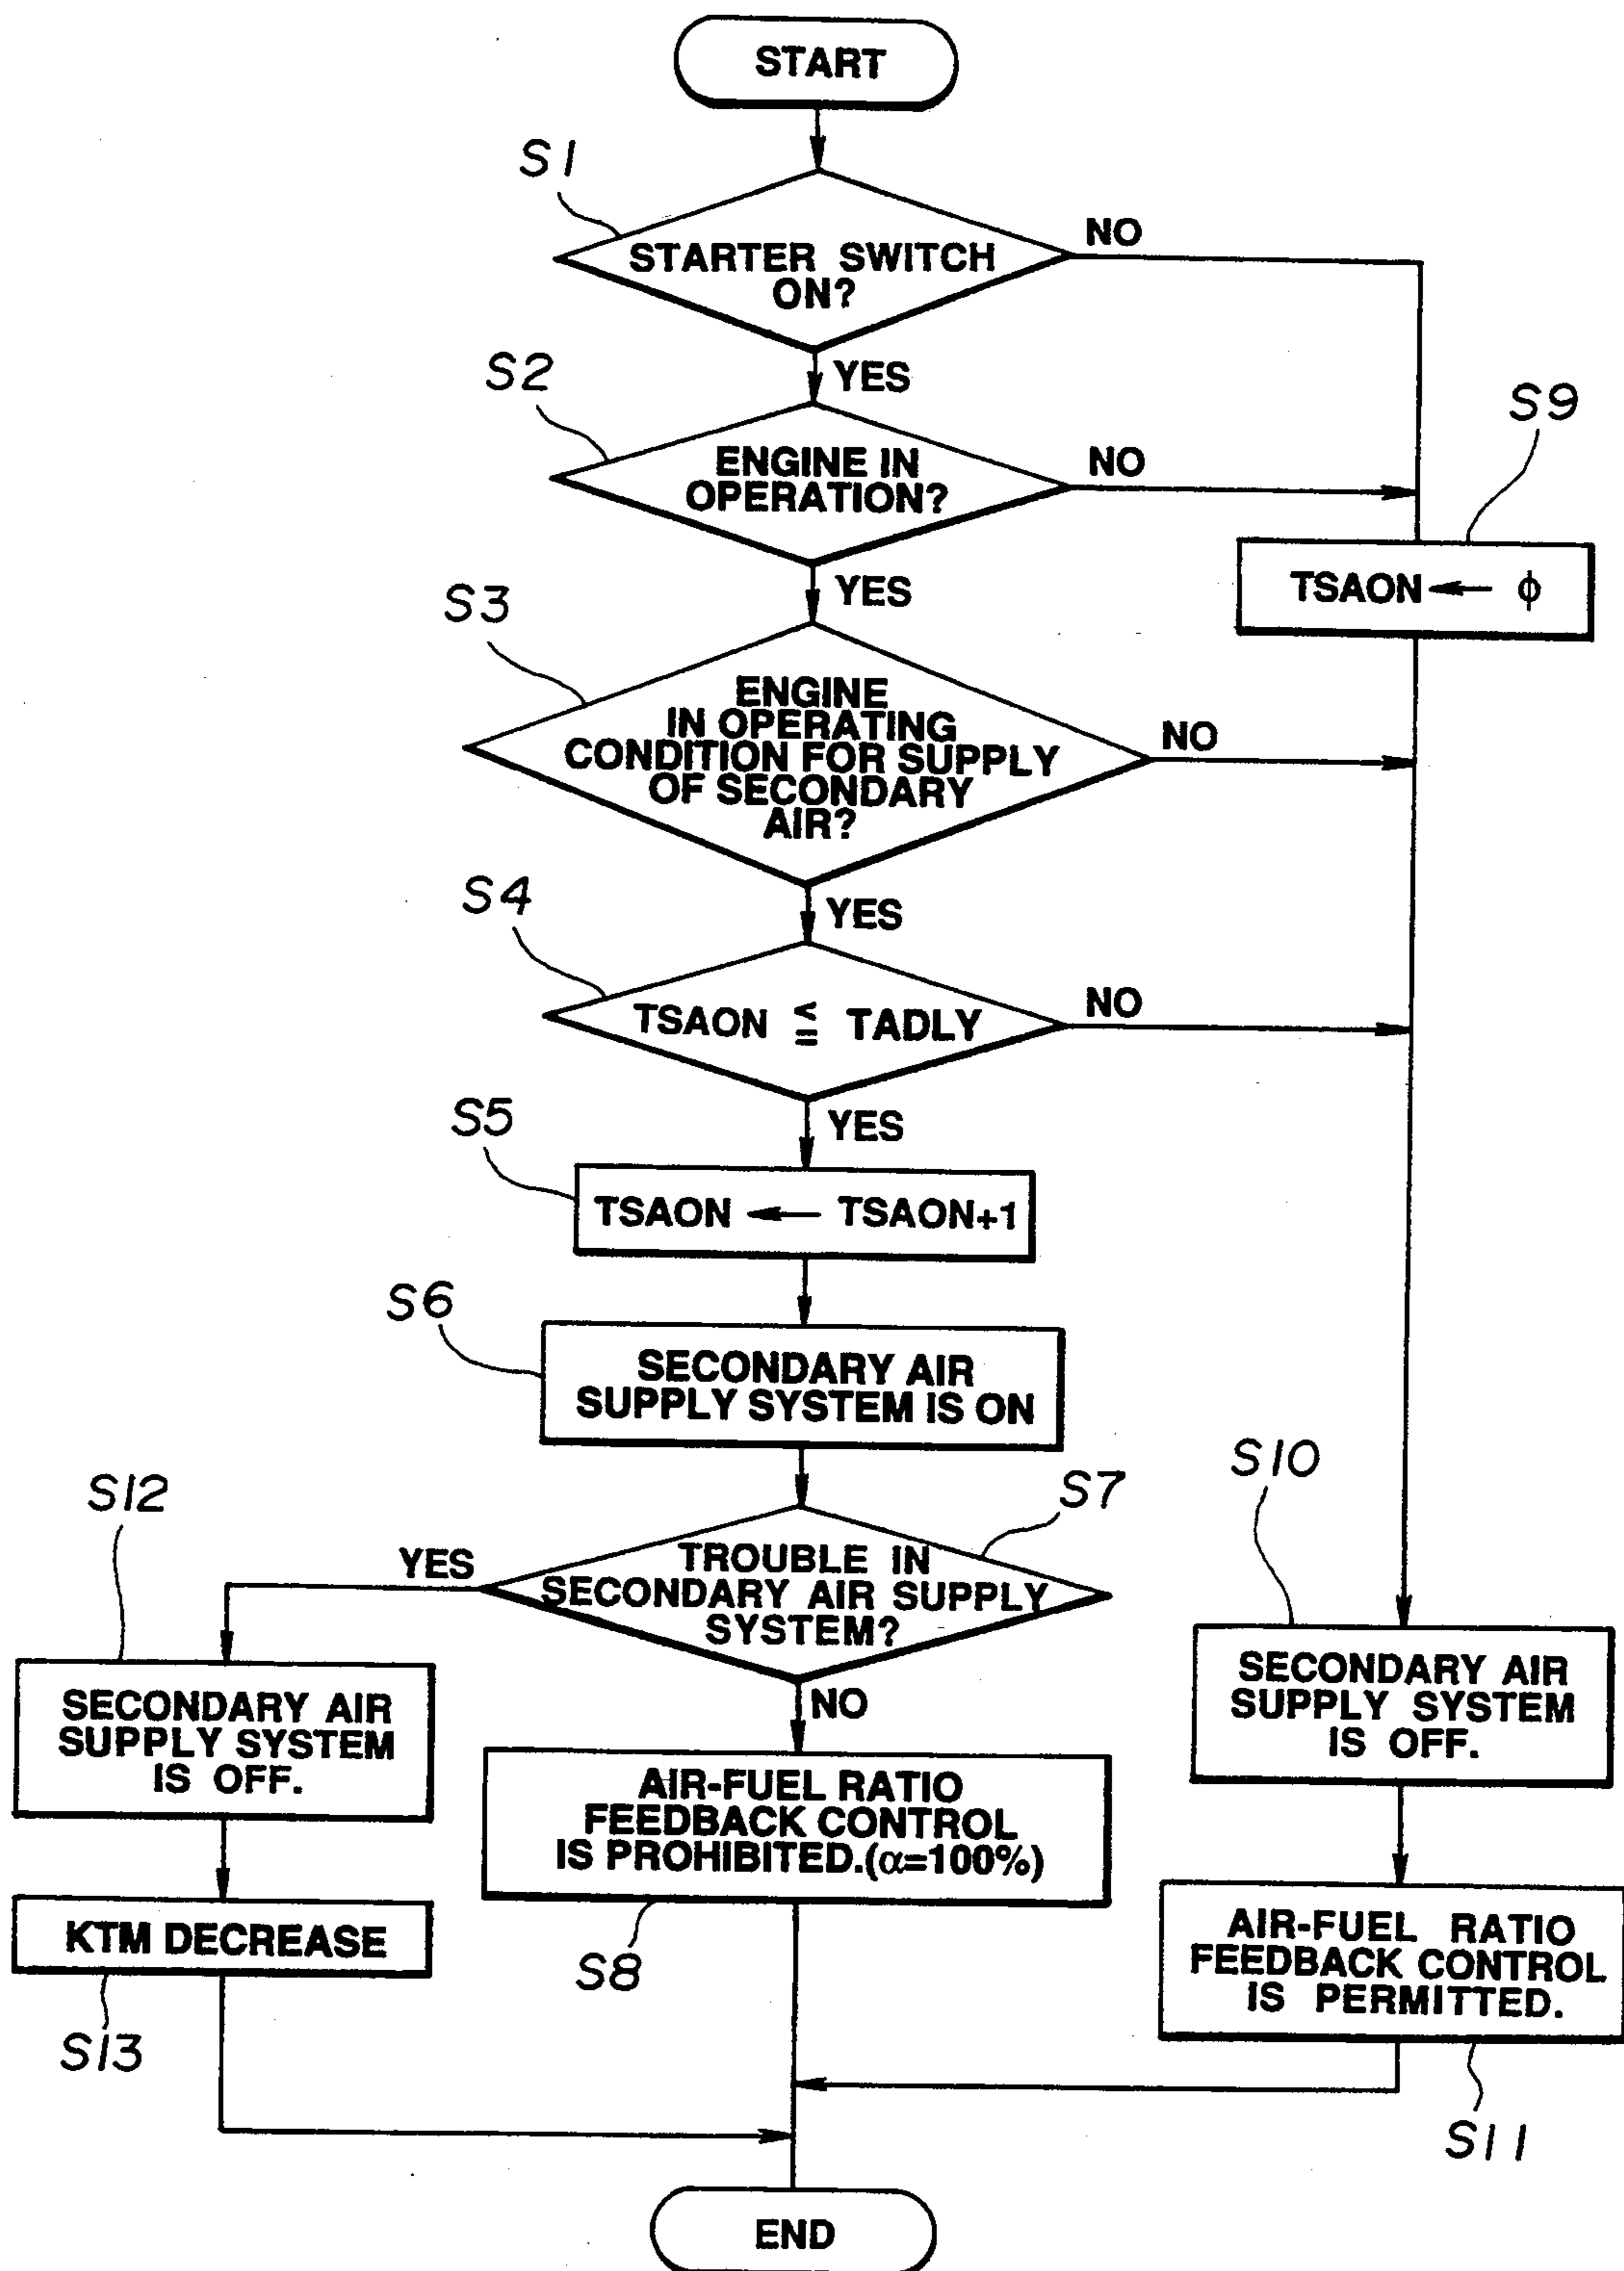 START
S1
STARTER SWITCH
ON?
NO
YES
S2
ENGINE IN
OPERATION?
NO
YES
S9
TSAON ← ϕ
S3
ENGINE
IN OPERATING
CONDITION FOR SUPPLY
OF SECONDARY
AIR?
NO
YES
S4
TSAON ≦ TADLY
NO
YES
S5
TSAON ← TSAON+1
S6
SECONDARY AIR
SUPPLY SYSTEM IS ON
S7
TROUBLE IN
SECONDARY AIR SUPPLY
SYSTEM?
YES
NO
S12
SECONDARY AIR
SUPPLY SYSTEM
IS OFF.
KTM DECREASE
S13
AIR-FUEL RATIO
FEEDBACK CONTROL
IS PROHIBITED.(α=100%)
S8
S10
SECONDARY AIR
SUPPLY SYSTEM
IS OFF.
AIR-FUEL RATIO
FEEDBACK CONTROL
IS PERMITTED.
S11
END